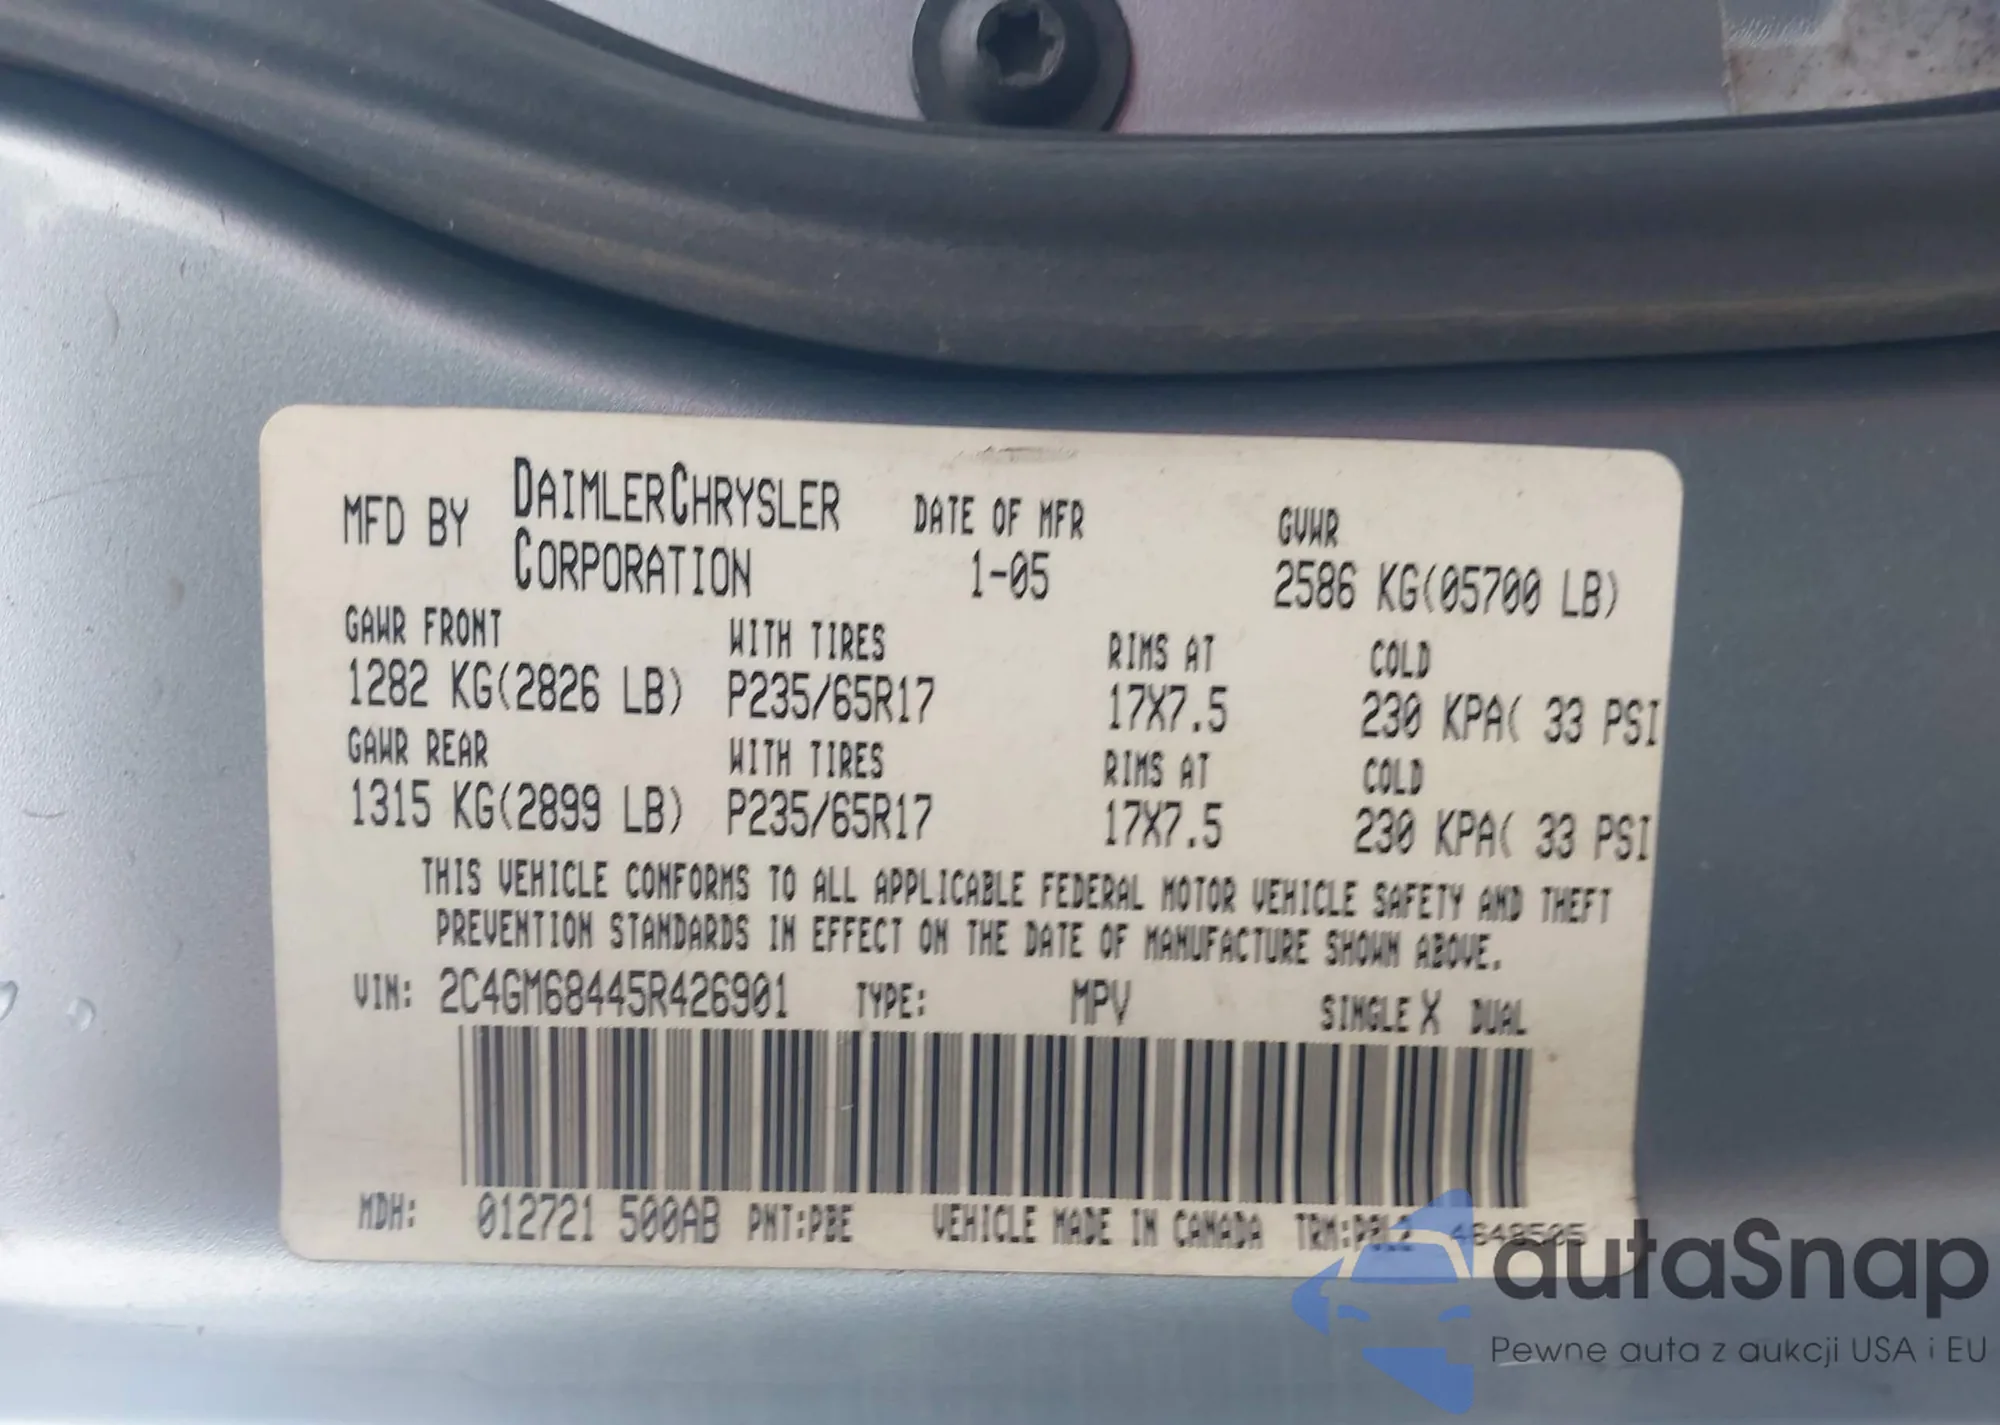 MFD BY DAIMLERCHRYSLER CORPORATION DATE OF MFR 1-05 GVWR 2586 KG(05700 LB)
GAWR FRONT WITH TIRES RIMS AT COLD
1282 KG(2826 LB) P235/65R17 17X7.5 230 KPA( 33 PSI
GAWR REAR WITH TIRES RIMS AT COLD
1315 KG(2899 LB) P235/65R17 17X7.5 230 KPA( 33 PSI
THIS VEHICLE CONFORMS TO ALL APPLICABLE FEDERAL MOTOR VEHICLE SAFETY AND THEFT
PREVENTION STANDARDS IN EFFECT ON THE DATE OF MANUFACTURE SHOWN ABOVE.
VIN: 2C4GM68445R426901 TYPE: MPV SINGLE X DUAL
MDH: 012721 500AB PNT:PBE VEHICLE MADE IN CANADA
autaSnap
Pewne auta z aukcji USA i EU